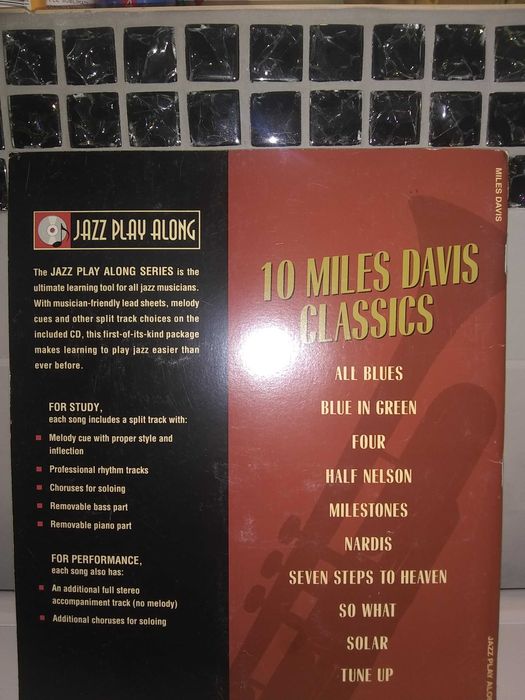 JAZZ PLAY ALONG
The JAZZ PLAY ALONG SERIES is the
ultimate learning tool for all jazz musicians.
With musician-friendly lead sheets, melody
cues and other split track choices on the
included CD, this first-of-its-kind package
makes learning to play jazz easier than
ever before.
FOR STUDY,
each song includes a split track with:
Melody cue with proper style and
inflection
Professional rhythm tracks
Choruses for soloing
Removable bass part
Removable piano part
FOR PERFORMANCE,
each song also has:
An additional full stereo
accompaniment track (no melody)
Additional choruses for soloing
10 MILES DAVIS
CLASSICS
ALL BLUES
BLUE IN GREEN
FOUR
HALF NELSON
MILESTONES
NARDIS
SEVEN STEPS TO HEAVEN
SO WHAT
SOLAR
TUNE UP
MILES DAVIS
JAZZ PLAY